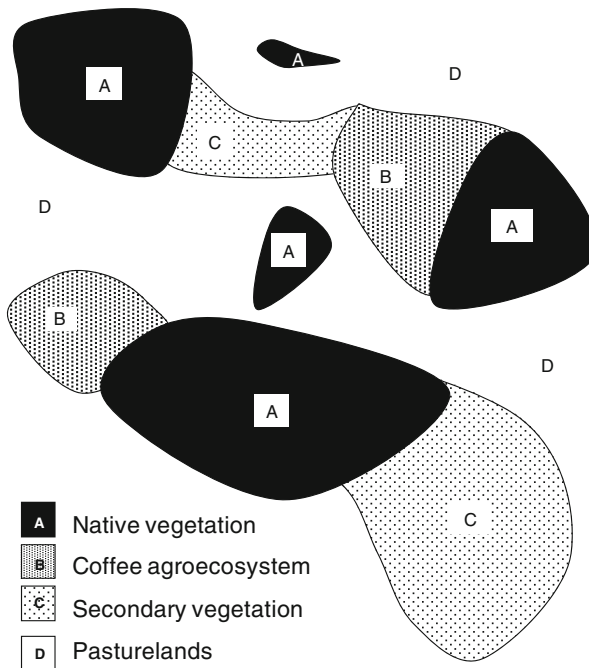 A
A
D
C
B
D
A
A
B
D
A
C
A Native vegetation
B Coffee agroecosystem
C Secondary vegetation
D Pasturelands